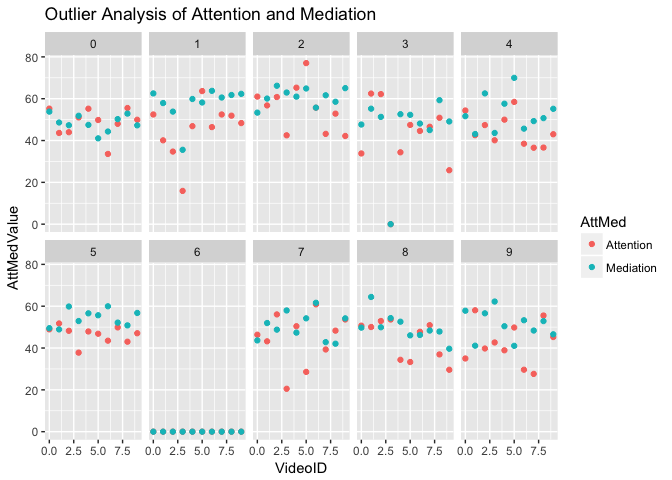 Outlier Analysis of Attention and Mediation
0 1 2 3 4
80
60
40
20
0
5 6 7 8 9
80
60
40
20
0
0.0 2.5 5.0 7.5 0.0 2.5 5.0 7.5 0.0 2.5 5.0 7.5 0.0 2.5 5.0 7.5 0.0 2.5 5.0 7.5
VideoID
AttMedValue
AttMed
Attention
Mediation